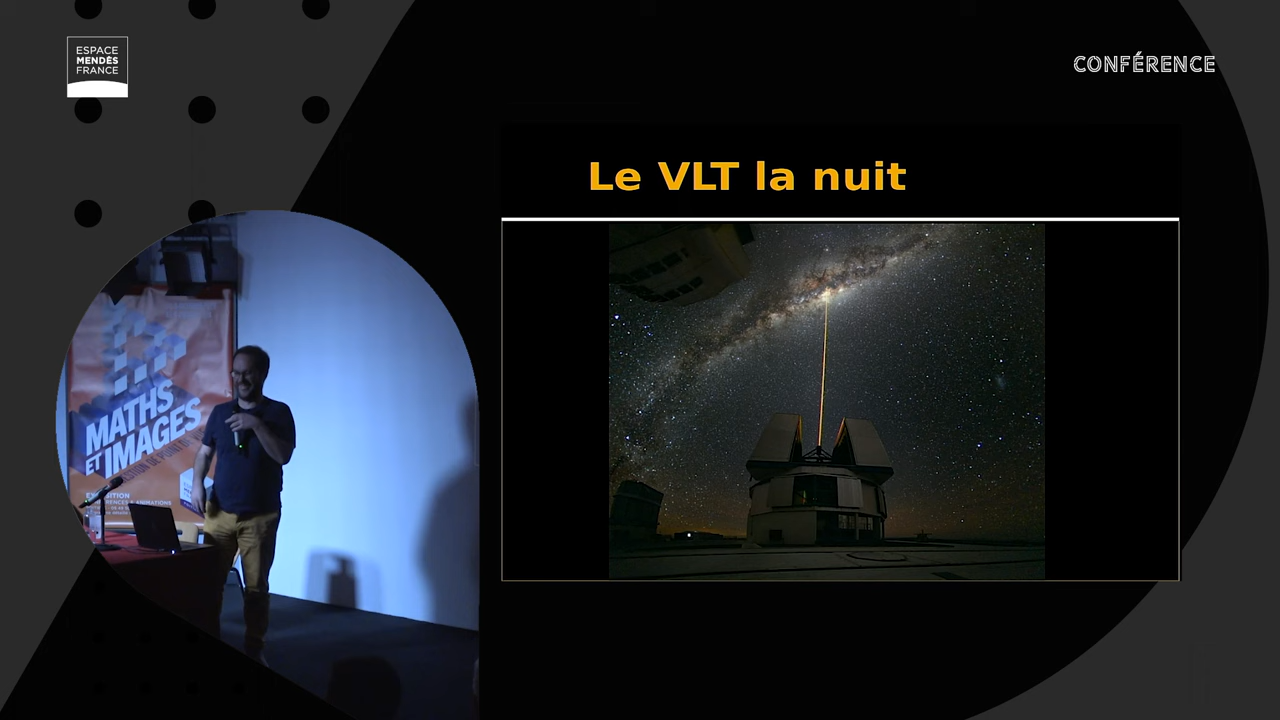 ESPACE
MENDÈS
FRANCE
CONFÉRENCE
Le VLT la nuit
MATHS
ET IMAGES